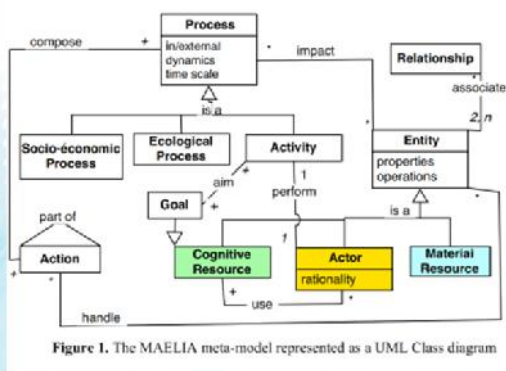 Process
compose
+
*
in/external
dynamics
time scale
impact
Relationship
*
associate
is a
2, n
*
Socio-économic
Process
Ecological
Process
Activity
Entity
properties
operations
aim
+
+
1
perform
Goal
*
is a
part of
Action
+
*
Cognitive
Resource
1
Actor
rationality
Material
Resource
+
use
*
handle
Figure 1. The MAELIA meta-model represented as a UML Class diagram